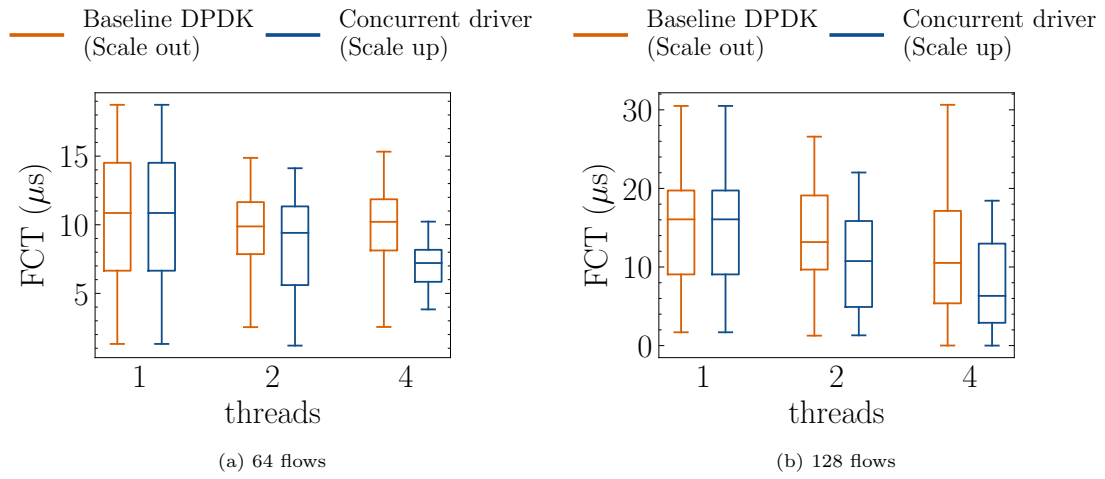 Baseline DPDK
(Scale out)
Concurrent driver
(Scale up)
FCT (μs)
15
10
5
1
2
4
threads
(a) 64 flows
Baseline DPDK
(Scale out)
Concurrent driver
(Scale up)
FCT (μs)
30
20
10
0
1
2
4
threads
(b) 128 flows